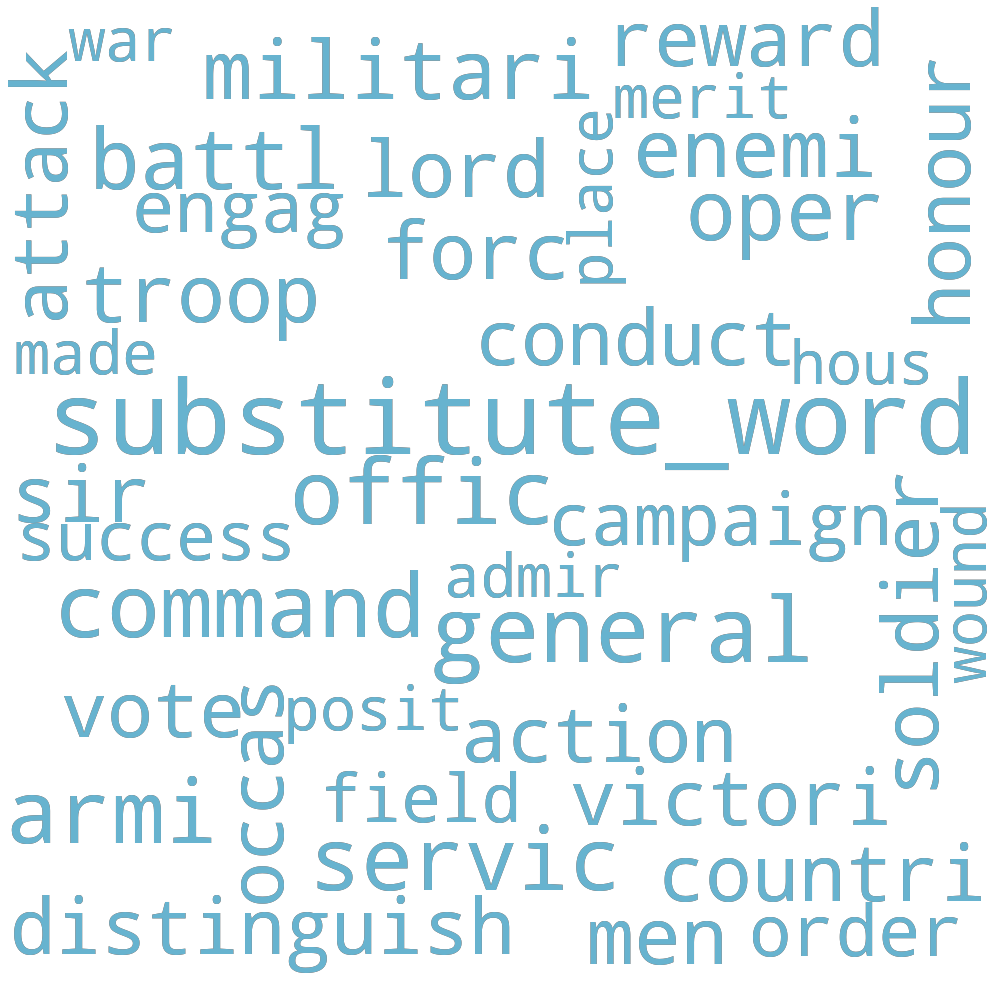 war
militari
reward
attack
merit
honour
battl
lord
place
enemi
engag
oper
forc
troop
conduct
made
hous
substitute_word
sir
offic
soldier
success
campaign
wound
admir
command
general
vote
occas
posit
action
armi
field
victori
servic
countri
distinguish
men
order